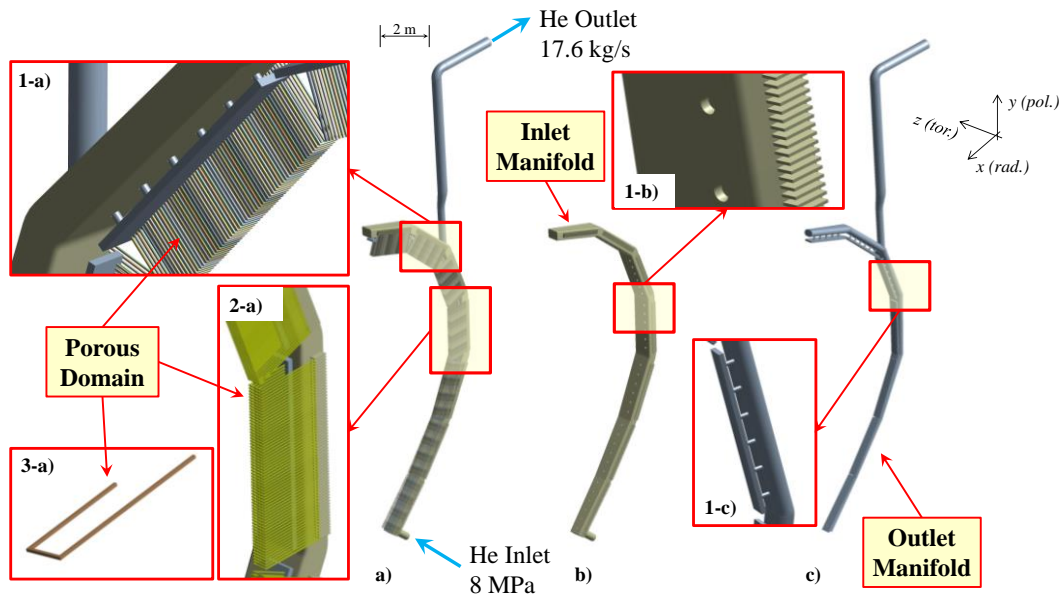 2 m
He Outlet
17.6 kg/s
1-a)
Inlet
Manifold
1-b)
y (pol.)
z (tor.)
x (rad.)
2-a)
Porous
Domain
3-a)
1-c)
He Inlet
8 MPa
a)
b)
c)
Outlet
Manifold